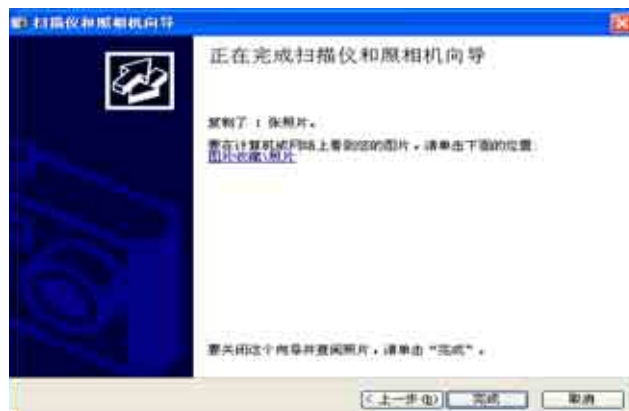 扫描仪和照相机向导
正在完成扫描仪和照相机向导
复制了 1 张照片。
要在计算机或网络上看到您的图片，请单击下面的位置:
图片收藏\照片
要关闭这个向导并查阅照片，请单击“完成”。
< 上一步(B) 完成 取消